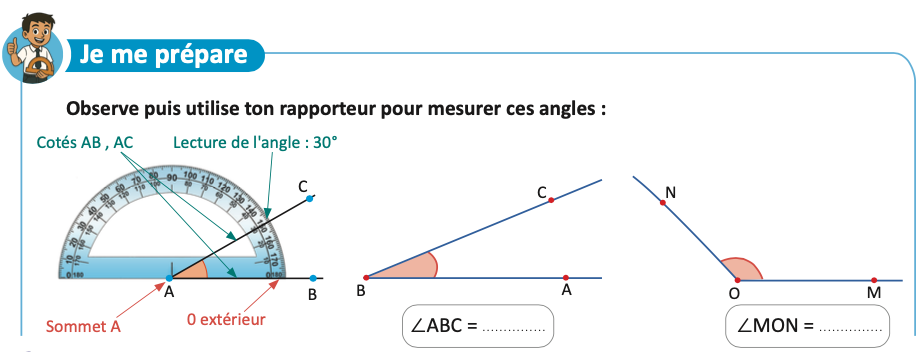 Je me prépare
Observe puis utilise ton rapporteur pour mesurer ces angles :
Cotés AB , AC
Lecture de l'angle : 30°
C
A
B
Sommet A
0 extérieur
C
B
A
∠ABC = ...............
N
O
M
∠MON = ...............